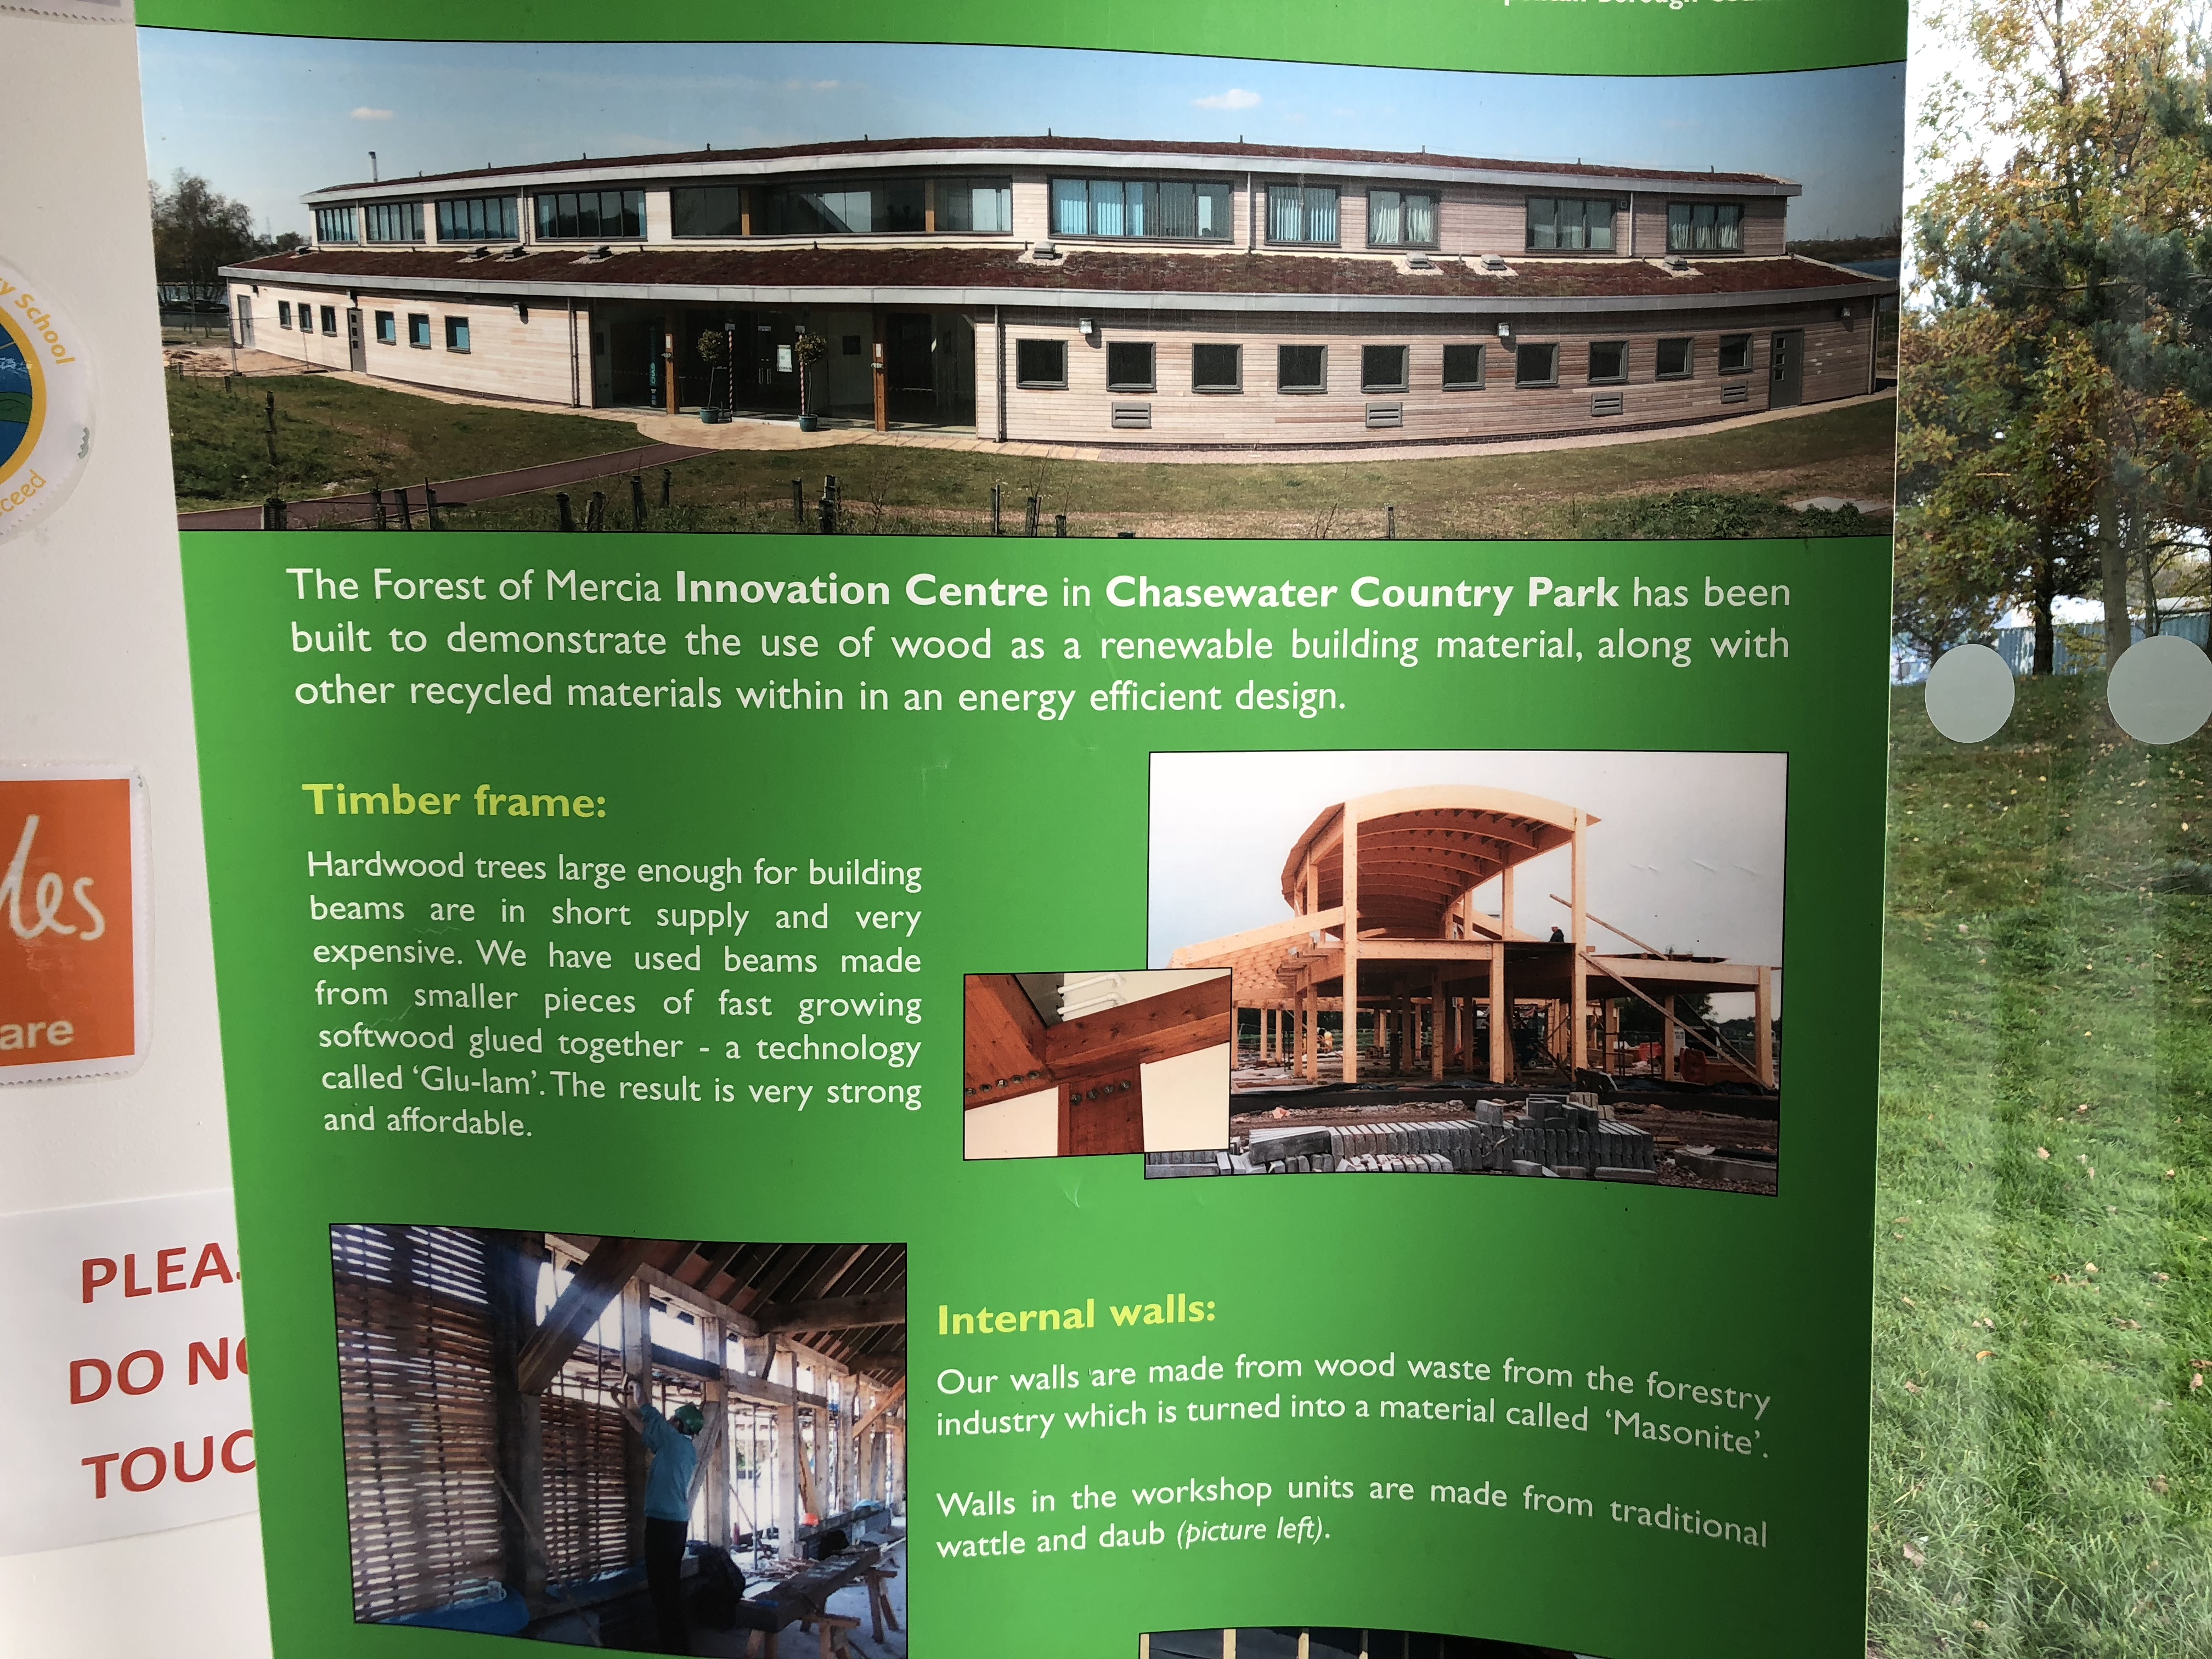 Borough
y School
ceed
are
PLEA
DO NO
TOUC
The Forest of Mercia Innovation Centre in Chasewater Country Park has been
built to demonstrate the use of wood as a renewable building material, along with
other recycled materials within in an energy efficient design.
Timber frame:
Hardwood trees large enough for building
beams are in short supply and very
expensive. We have used beams made
from smaller pieces of fast growing
softwood glued together - a technology
called ‘Glu-lam’. The result is very strong
and affordable.
Internal walls:
Our walls are made from wood waste from the forestry
industry which is turned into a material called ‘Masonite’.
Walls in the workshop units are made from traditional
wattle and daub (picture left).